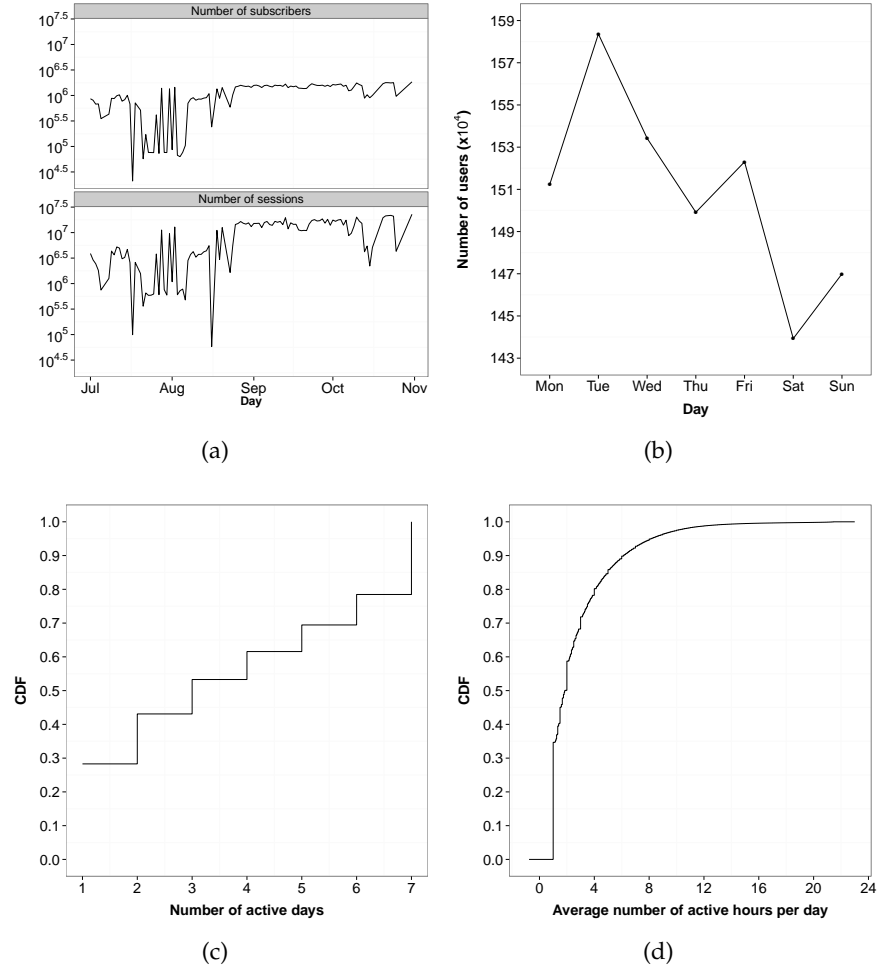 Number of subscribers
10^7.5
10^7
10^6.5
10^6
10^5.5
10^5
10^4.5
Number of sessions
10^7.5
10^7
10^6.5
10^6
10^5.5
10^5
10^4.5
Jul Aug Sep Oct Nov
Day
(a)
Number of users (x10^4)
159
157
155
153
151
149
147
145
143
Mon Tue Wed Thu Fri Sat Sun
Day
(b)
CDF
1.0
0.9
0.8
0.7
0.6
0.5
0.4
0.3
0.2
0.1
0.0
1 2 3 4 5 6 7
Number of active days
(c)
CDF
1.0
0.9
0.8
0.7
0.6
0.5
0.4
0.3
0.2
0.1
0.0
0 4 8 12 16 20 24
Average number of active hours per day
(d)